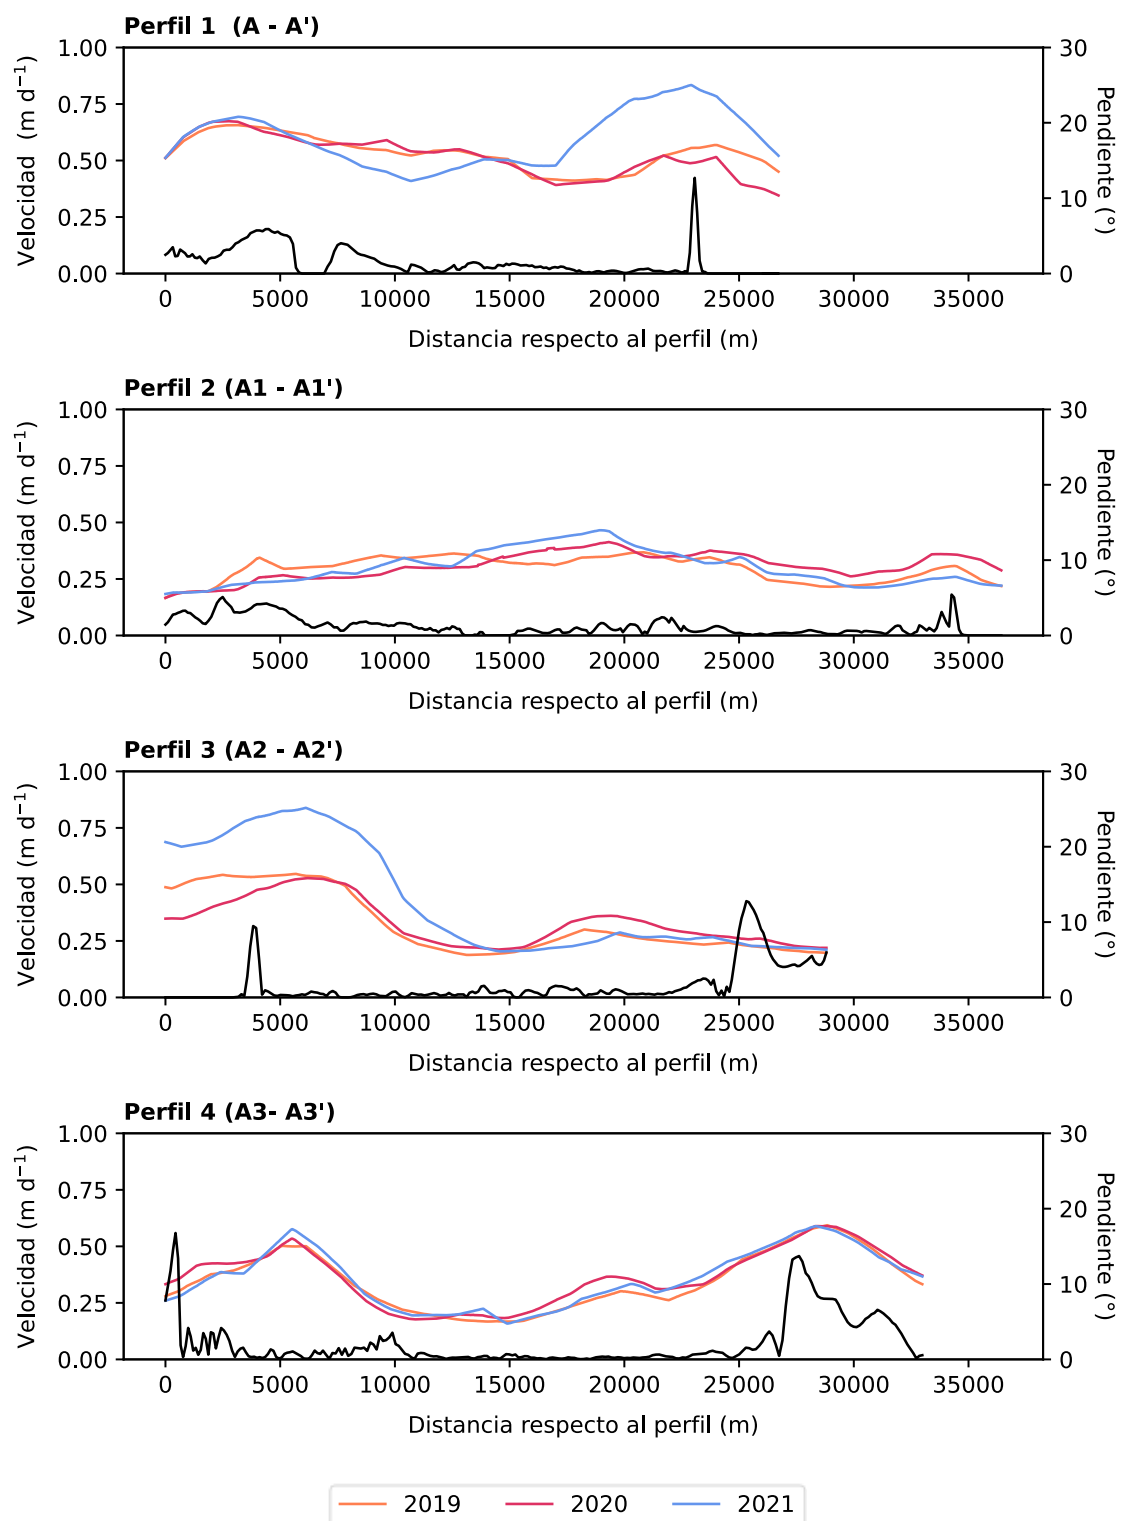 Perfil 1  (A - A')
1.00 30
0.75
20
0.50
10
0.25
0.00 0
Velocidad  (m d⁻¹)
Pendiente (°)
0 5000 10000 15000 20000 25000 30000 35000
Distancia respecto al perfil (m)
Perfil 2 (A1 - A1')
1.00 30
0.75
20
0.50
10
0.25
0.00 0
Velocidad (m d⁻¹)
Pendiente (°)
0 5000 10000 15000 20000 25000 30000 35000
Distancia respecto al perfil (m)
Perfil 3 (A2 - A2')
1.00 30
0.75
20
0.50
10
0.25
0.00 0
Velocidad (m d⁻¹)
Pendiente (°)
0 5000 10000 15000 20000 25000 30000 35000
Distancia respecto al perfil (m)
Perfil 4 (A3- A3')
1.00 30
0.75
20
0.50
10
0.25
0.00 0
Velocidad (m d⁻¹)
Pendiente (°)
0 5000 10000 15000 20000 25000 30000 35000
Distancia respecto al perfil (m)
2019 2020 2021